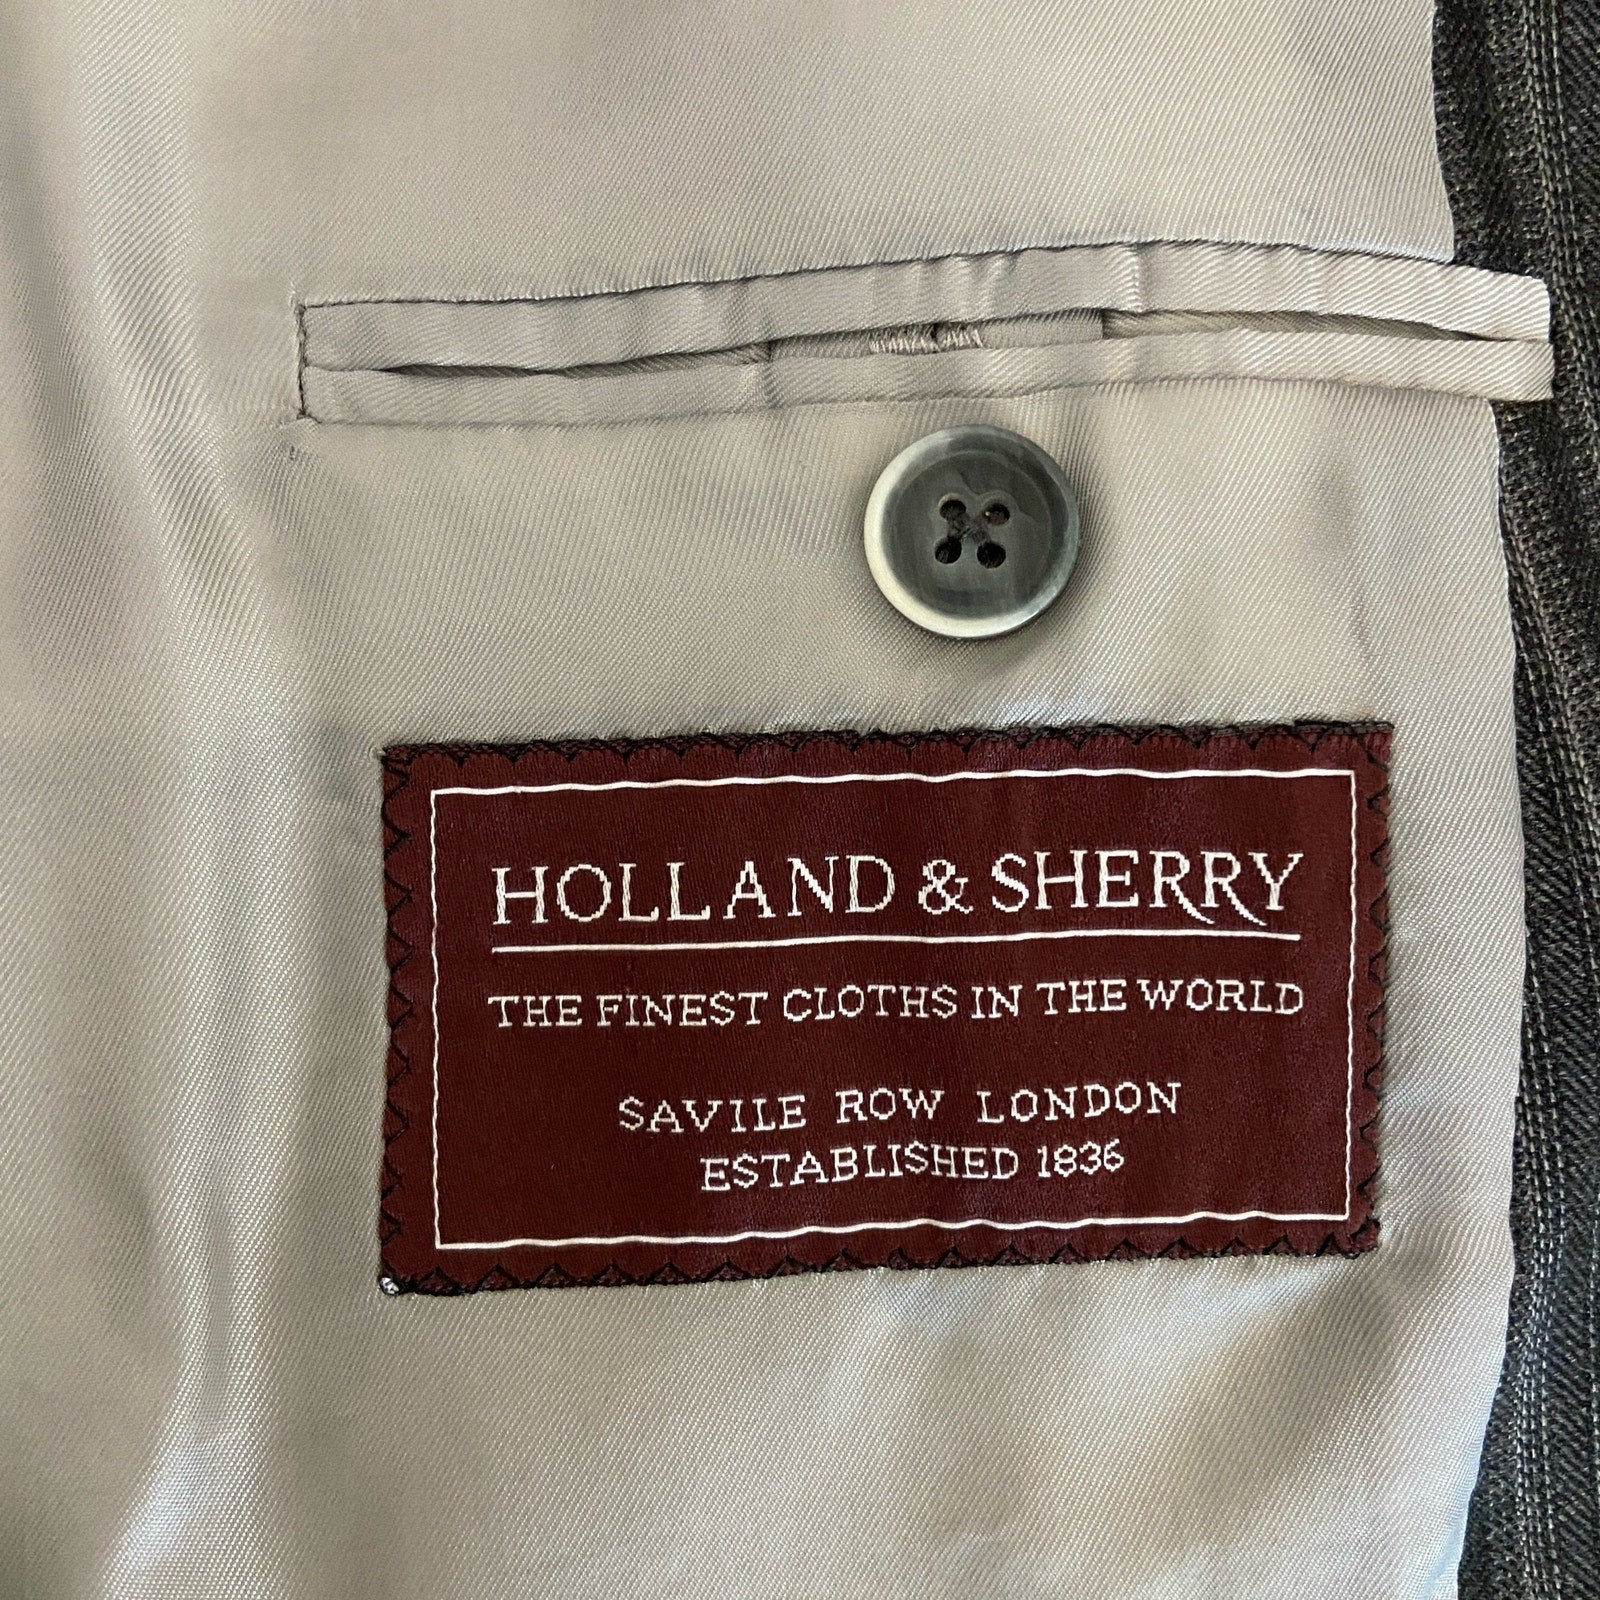 HOLLAND & SHERRY
THE FINEST CLOTHS IN THE WORLD
SAVILE ROW LONDON
ESTABLISHED 1836